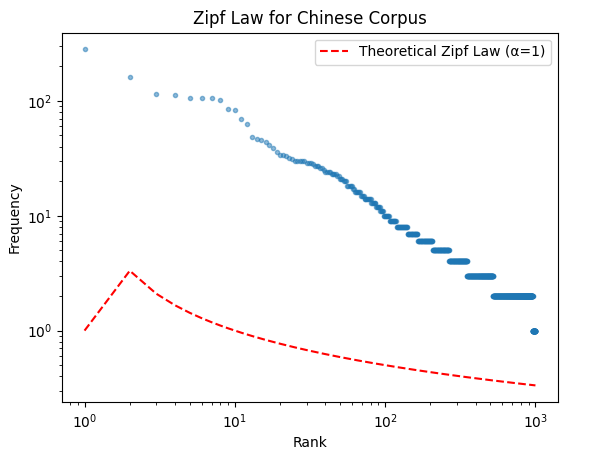 Zipf Law for Chinese Corpus
Theoretical Zipf Law (α=1)
Frequency
10²
10¹
10⁰
10⁰ 10¹ 10² 10³
Rank